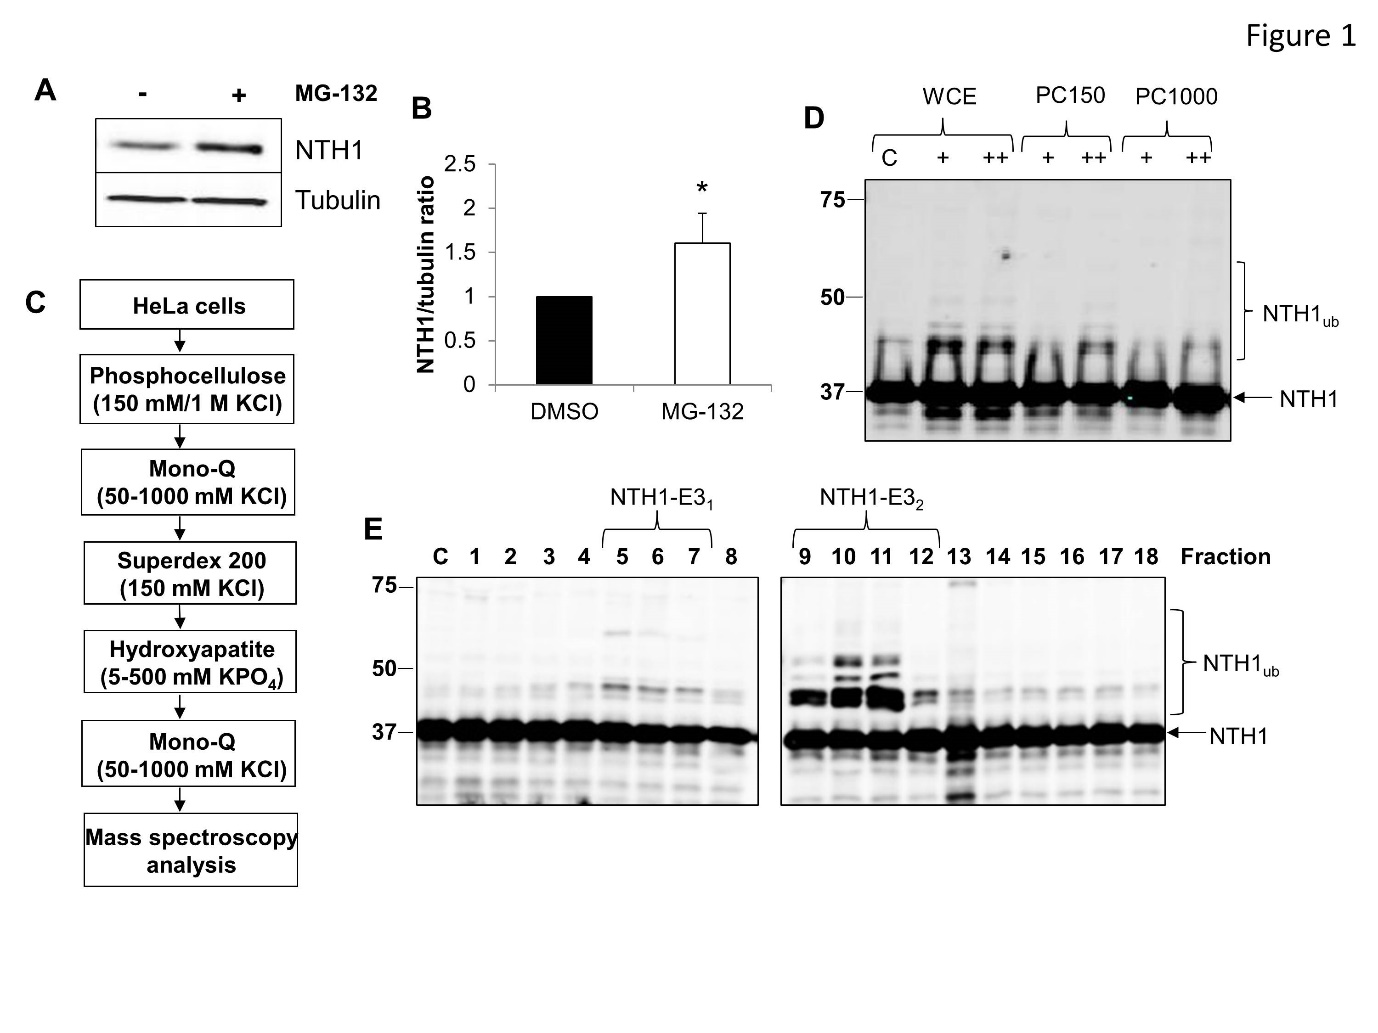 Figure 1
A
- + MG-132
NTH1
Tubulin
B
2.5
2
1.5
1
0.5
0
NTH1/tubulin ratio
*
DMSO MG-132
C
HeLa cells
Phosphocellulose
(150 mM/1 M KCl)
Mono-Q
(50-1000 mM KCl)
Superdex 200
(150 mM KCl)
Hydroxyapatite
(5-500 mM KPO₄)
Mono-Q
(50-1000 mM KCl)
Mass spectroscopy
analysis
D
WCE PC150 PC1000
C + ++ + ++ + ++
75
50
37
NTH1ub
NTH1
E
NTH1-E3₁ NTH1-E3₂
C 1 2 3 4 5 6 7 8 9 10 11 12 13 14 15 16 17 18 Fraction
75
50
37
NTH1ub
NTH1